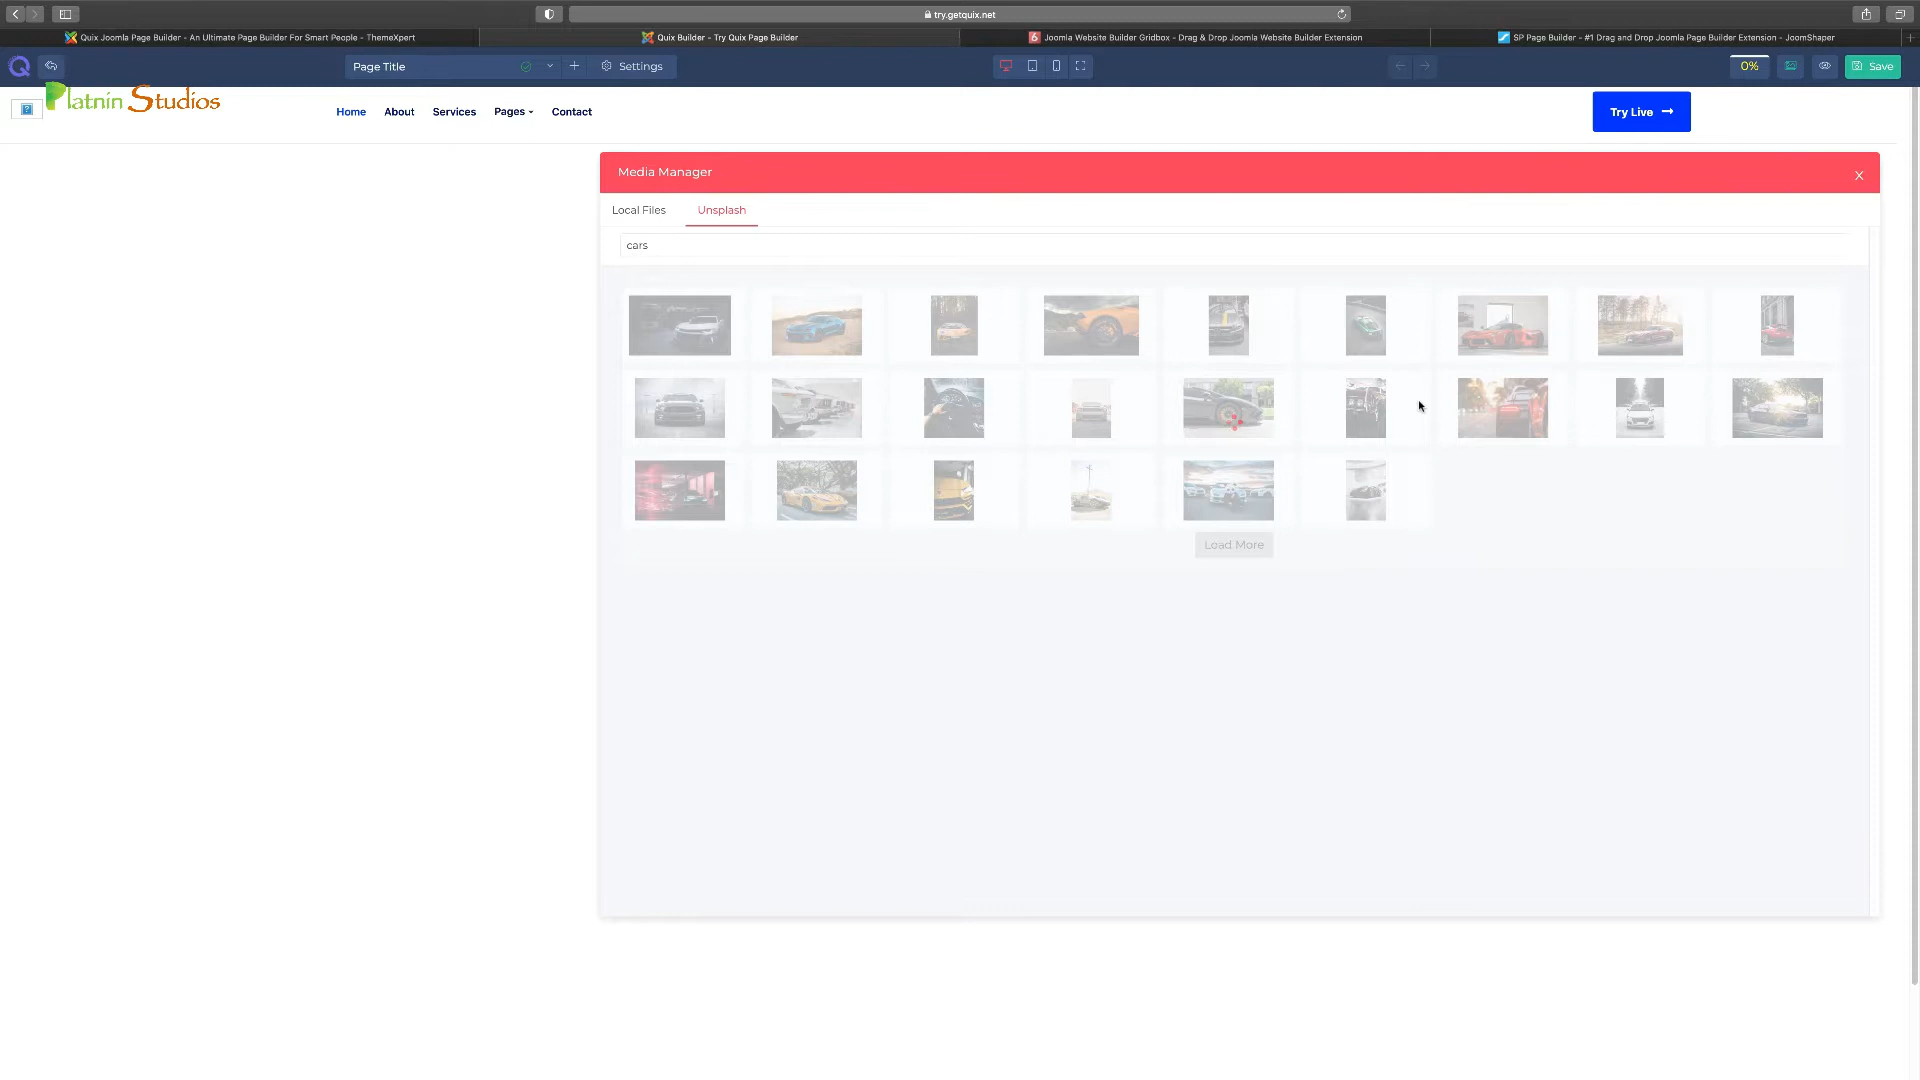 try.getquix.net
Quix Joomla Page Builder - An Ultimate Page Builder For Smart People - ThemeXpert
Quix Builder - Try Quix Page Builder
Joomla Website Builder Gridbox - Drag & Drop Joomla Website Builder Extension
SP Page Builder - #1 Drag and Drop Joomla Page Builder Extension - JoomShaper
Page Title
Settings
0%
Save
Platnin Studios
Home
About
Services
Pages
Contact
Try Live
Media Manager
X
Local Files
Unsplash
cars
Load More